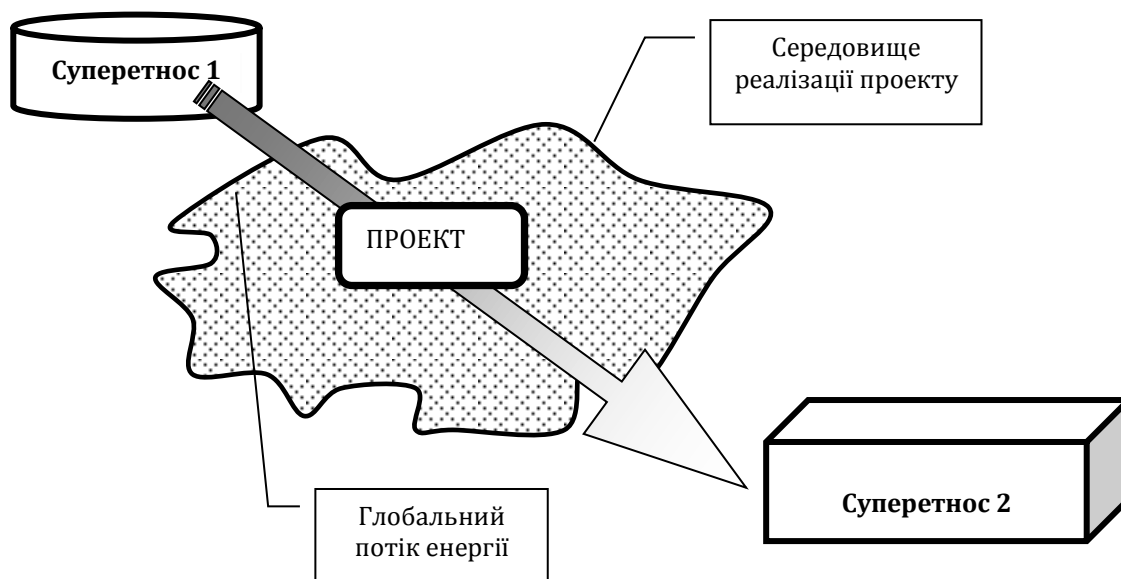 Суперетнос 1
Середовище
реалізації проекту
ПРОЕКТ
Суперетнос 2
Глобальний
потік енергії